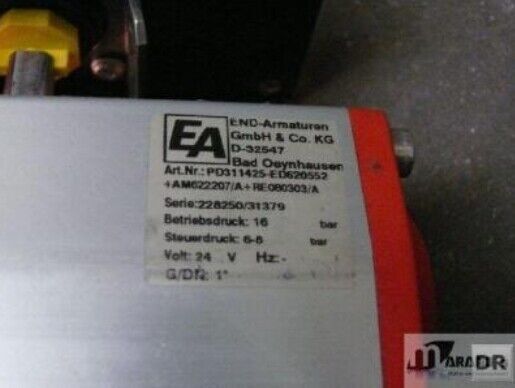 EA
END-Armaturen
GmbH & Co. KG
D-32547
Bad Oeynhausen
Art.Nr.: PD311425-ED620552
+AM622207/A+RE080303/A
Serie:228250/31379
Betriebsdruck: 16 bar
Steuerdruck: 6-8 bar
Volt: 24 V Hz:-
G/DN: 1"
DR